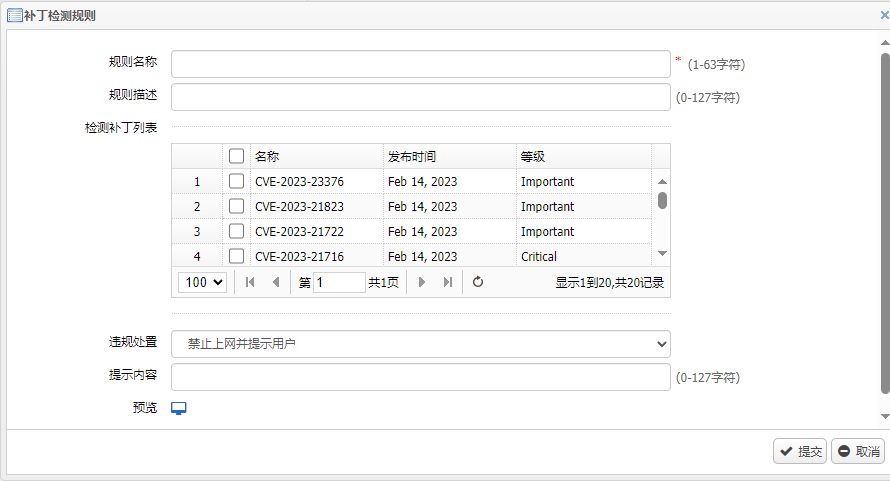 补丁检测规则
规则名称 * (1-63字符)
规则描述 (0-127字符)
检测补丁列表
名称 发布时间 等级
1 CVE-2023-23376 Feb 14, 2023 Important
2 CVE-2023-21823 Feb 14, 2023 Important
3 CVE-2023-21722 Feb 14, 2023 Important
4 CVE-2023-21716 Feb 14, 2023 Critical
100 第 1 共1页 显示1到20,共20记录
违规处置 禁止上网并提示用户
提示内容 (0-127字符)
预览
提交 取消